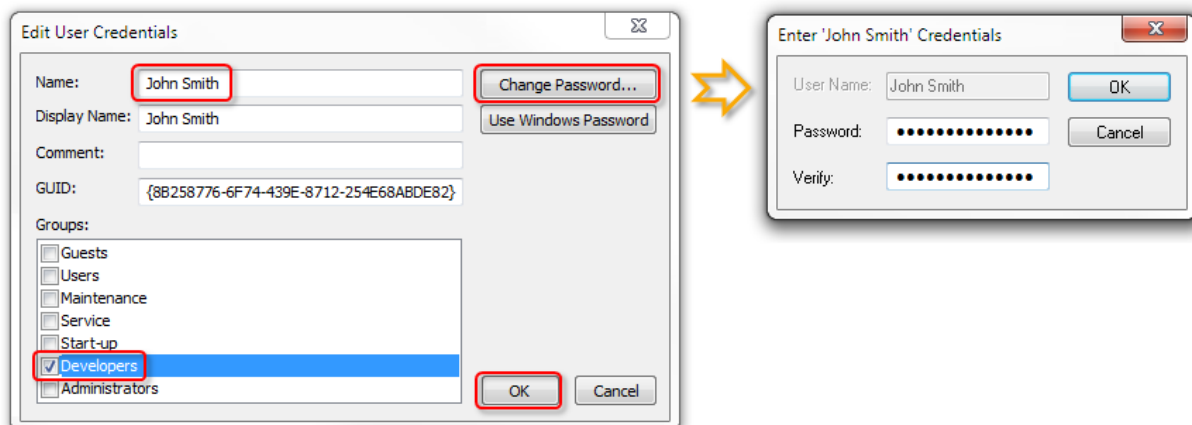 Edit User Credentials
Name: John Smith Change Password...
Display Name: John Smith Use Windows Password
Comment:
GUID: {8B258776-6F74-439E-8712-254E68ABDE82}
Groups:
Guests
Users
Maintenance
Service
Start-up
Developers
Administrators
OK Cancel
Enter 'John Smith' Credentials
User Name: John Smith OK
Password: ●●●●●●●●●●●●●● Cancel
Verify: ●●●●●●●●●●●●●●